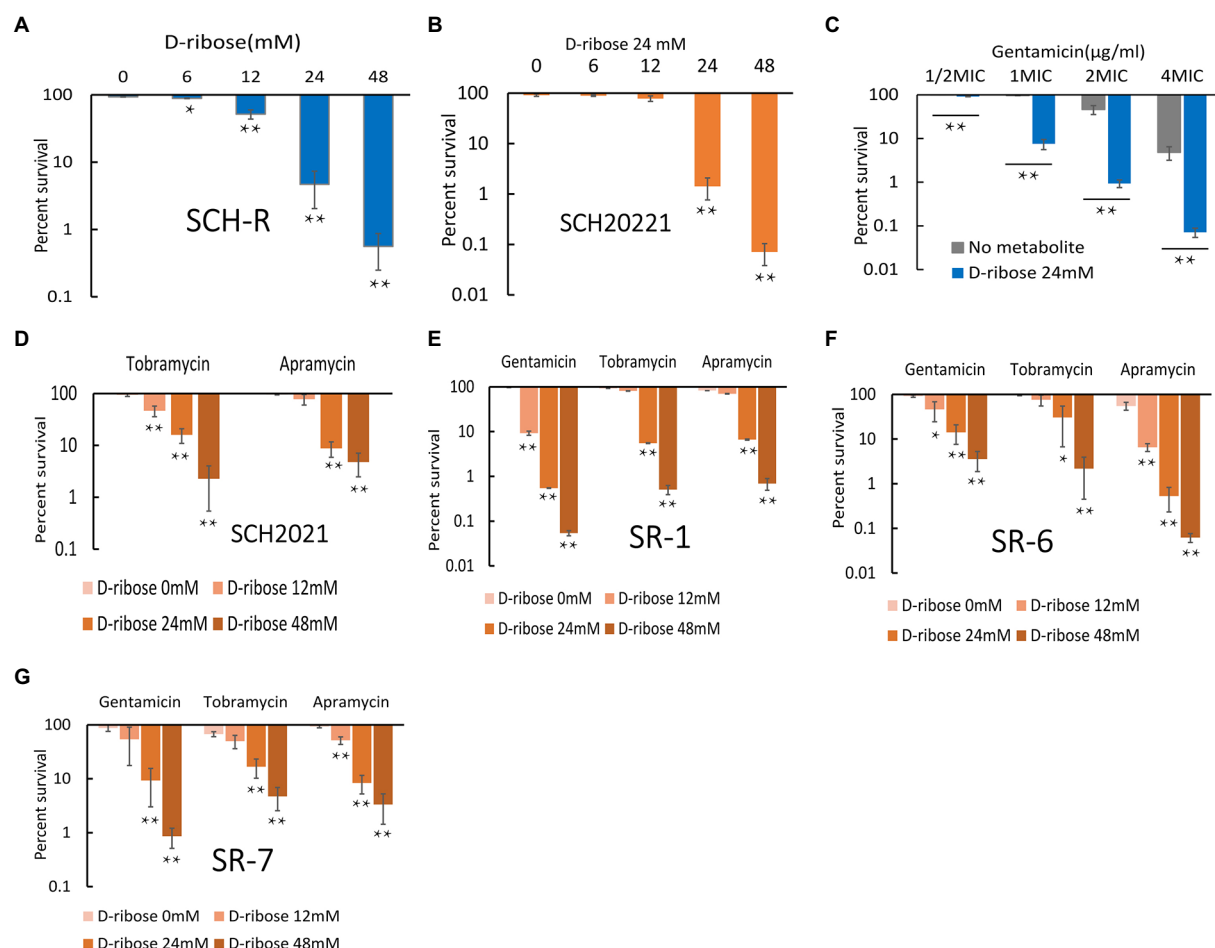 A
D-ribose(mM)
0 6 12 24 48
100
10
1
0.1
Percent survival
*
**
**
**
SCH-R
B
D-ribose 24 mM
0 6 12 24 48
100
10
1
0.1
0.01
Percent survival
**
**
SCH20221
C
Gentamicin(μg/ml)
1/2MIC 1MIC 2MIC 4MIC
100
10
1
0.1
0.01
Percent survival
**
**
**
**
No metabolite
D-ribose 24mM
D
Tobramycin Apramycin
100
10
1
0.1
Percent survival
**
**
**
**
**
SCH2021
D-ribose 0mM D-ribose 12mM
D-ribose 24mM D-ribose 48mM
E
Gentamicin Tobramycin Apramycin
100
10
1
0.1
0.01
Percent survival
**
**
**
**
**
**
**
SR-1
D-ribose 0mM D-ribose 12mM
D-ribose 24mM D-ribose 48mM
F
Gentamicin Tobramycin Apramycin
100
10
1
0.1
0.01
Percent survival
*
**
**
*
**
**
**
**
SR-6
D-ribose 0mM D-ribose 12mM
D-ribose 24mM D-ribose 48mM
G
Gentamicin Tobramycin Apramycin
100
10
1
0.1
Percent survival
**
**
**
**
**
**
**
SR-7
D-ribose 0mM D-ribose 12mM
D-ribose 24mM D-ribose 48mM